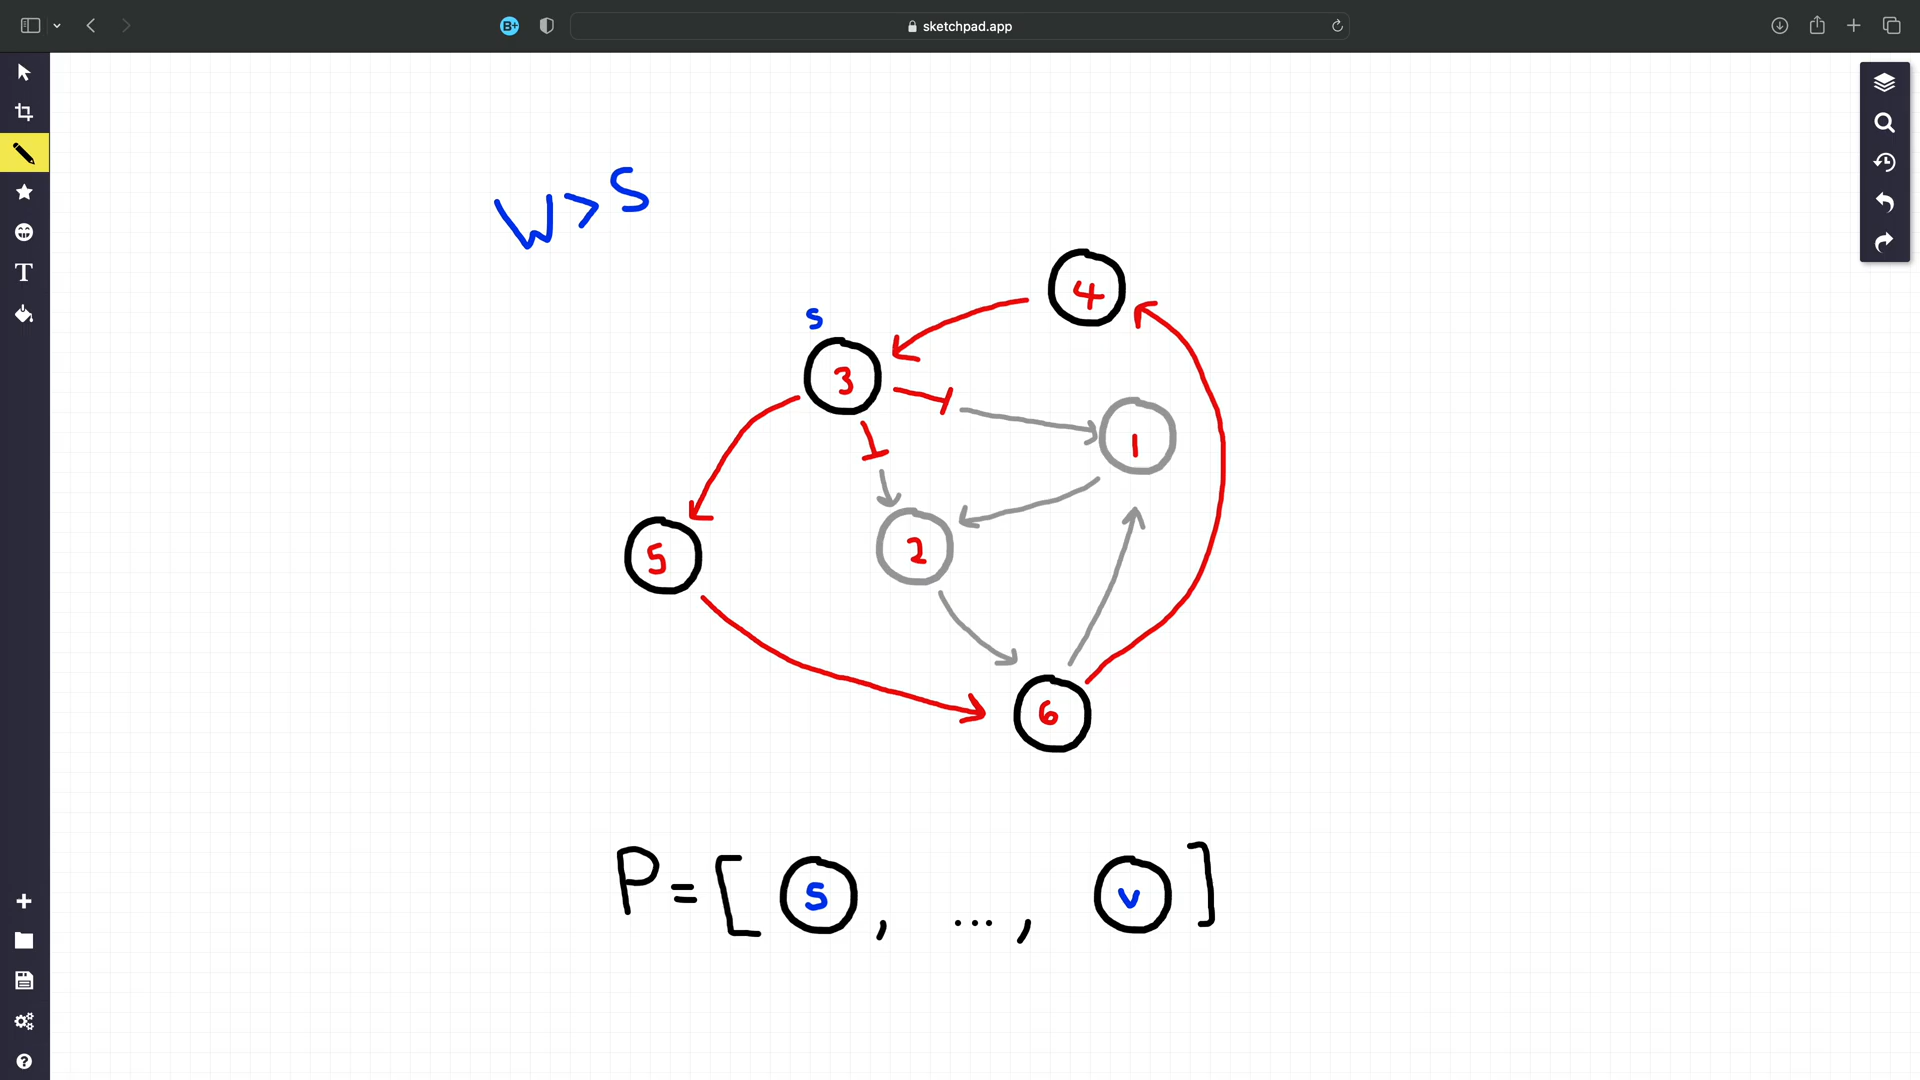 B+
sketchpad.app
W>S
4
s
3
1
2
5
6
T
P=[ s, ..., v ]
?